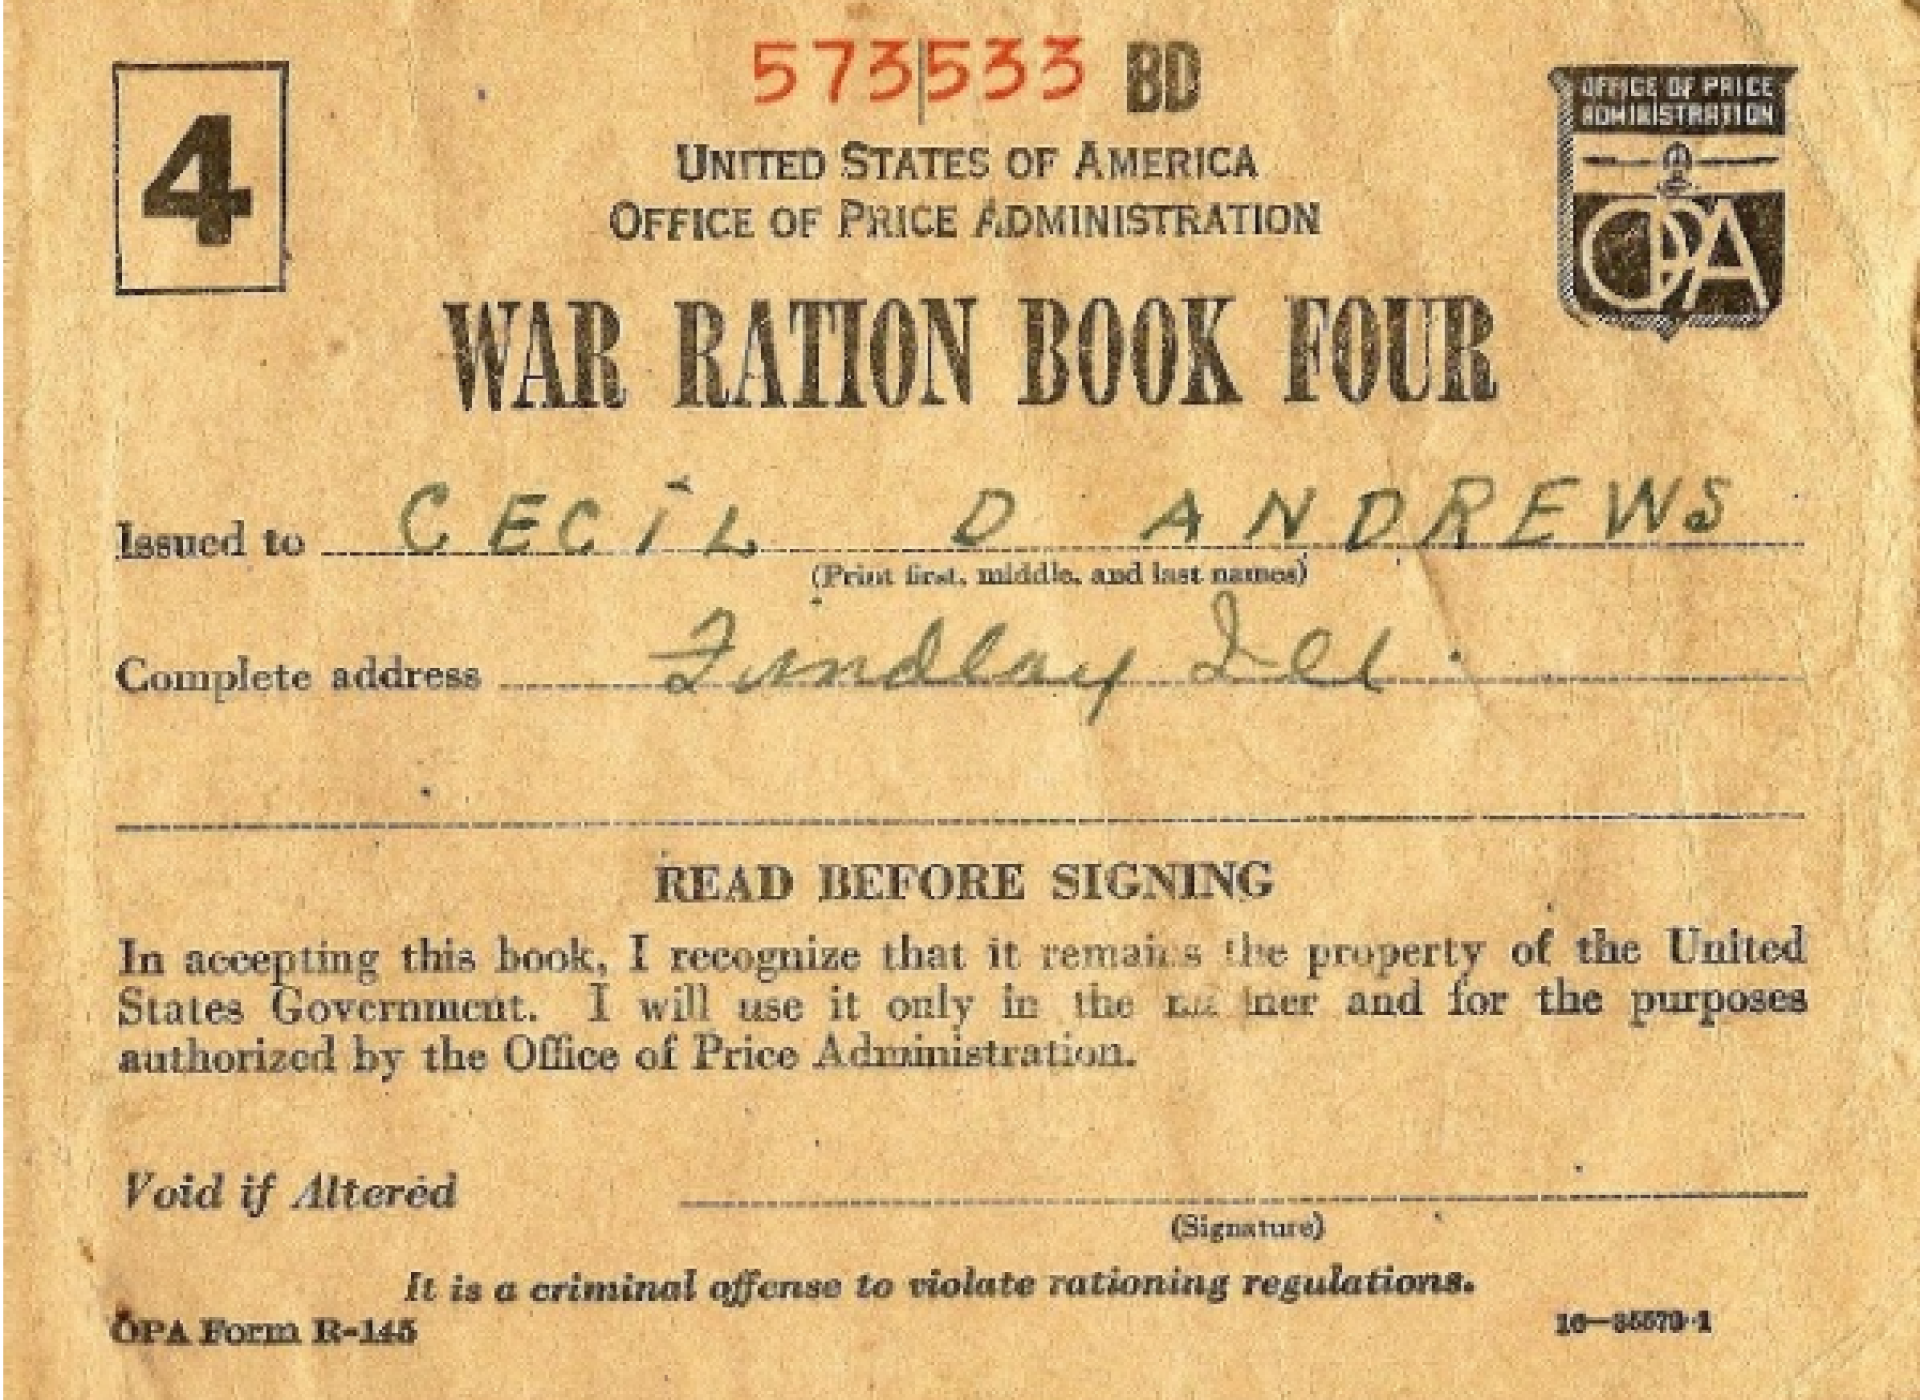 573533 BD
4
UNITED STATES OF AMERICA
OFFICE OF PRICE ADMINISTRATION
OFFICE OF PRICE
ADMINISTRATION
OPA
WAR RATION BOOK FOUR
Issued to CECIL D ANDREWS
(Print first, middle, and last names)
Complete address Findlay Ill.
READ BEFORE SIGNING
In accepting this book, I recognize that it remains the property of the United
States Government. I will use it only in the manner and for the purposes
authorized by the Office of Price Administration.
Void if Altered
(Signature)
It is a criminal offense to violate rationing regulations.
OPA Form R-145
16—35570-1